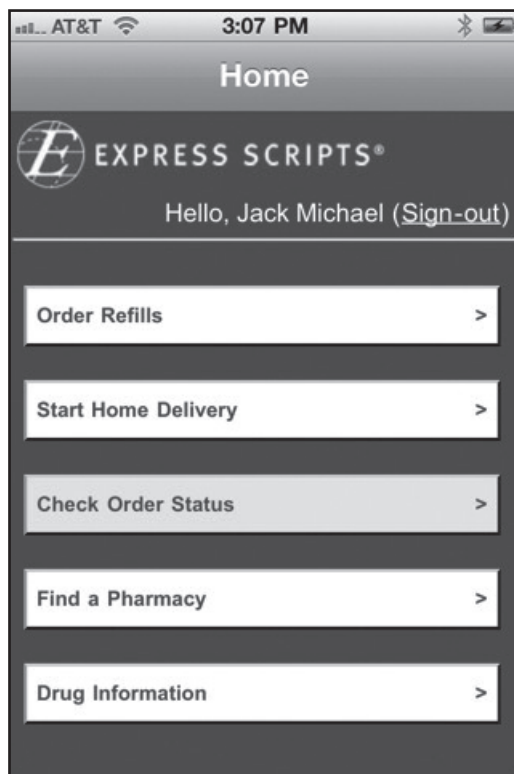 AT&T 3:07 PM
Home
E EXPRESS SCRIPTS®
Hello, Jack Michael (Sign-out)
Order Refills >
Start Home Delivery >
Check Order Status >
Find a Pharmacy >
Drug Information >